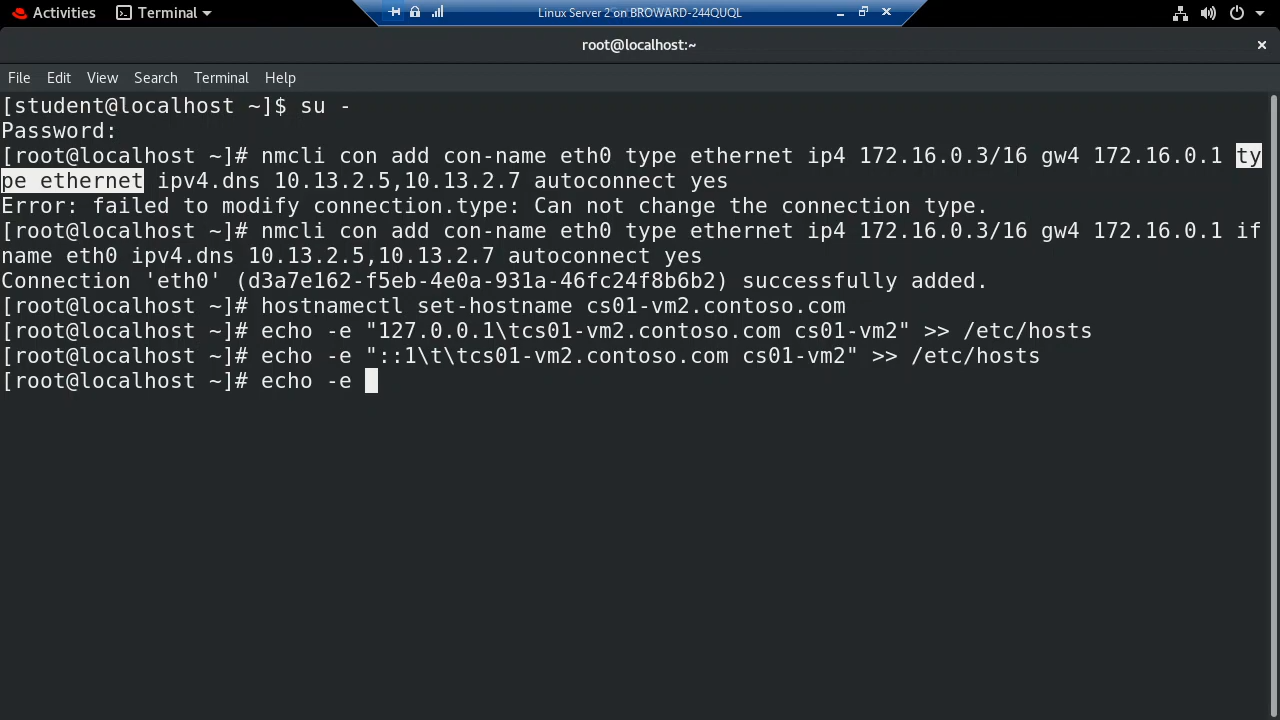 Activities Terminal Linux Server 2 on BROWARD-244QUQL
root@localhost:~
File Edit View Search Terminal Help
[student@localhost ~]$ su -
Password:
[root@localhost ~]# nmcli con add con-name eth0 type ethernet ip4 172.16.0.3/16 gw4 172.16.0.1 ty
pe ethernet ipv4.dns 10.13.2.5,10.13.2.7 autoconnect yes
Error: failed to modify connection.type: Can not change the connection type.
[root@localhost ~]# nmcli con add con-name eth0 type ethernet ip4 172.16.0.3/16 gw4 172.16.0.1 if
name eth0 ipv4.dns 10.13.2.5,10.13.2.7 autoconnect yes
Connection 'eth0' (d3a7e162-f5eb-4e0a-931a-46fc24f8b6b2) successfully added.
[root@localhost ~]# hostnamectl set-hostname cs01-vm2.contoso.com
[root@localhost ~]# echo -e "127.0.0.1\tcs01-vm2.contoso.com cs01-vm2" >> /etc/hosts
[root@localhost ~]# echo -e "::1\t\tcs01-vm2.contoso.com cs01-vm2" >> /etc/hosts
[root@localhost ~]# echo -e